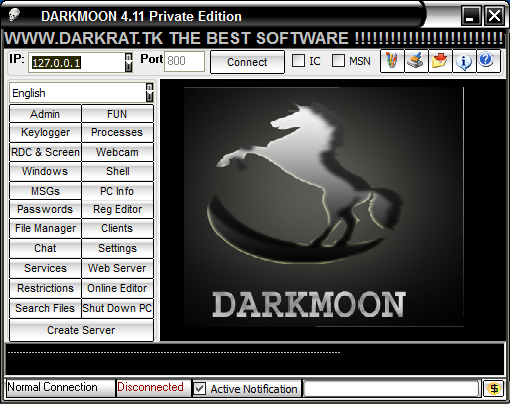 DARKMOON 4.11 Private Edition
WWW.DARKRAT.TK THE BEST SOFTWARE !!!!!!!!!!!!!!!!!!!!!!!!!!!!
IP: 127.0.0.1 Port 800 Connect IC MSN
English
Admin FUN
Keylogger Processes
RDC & Screen Webcam
Windows Shell
MSGs PC Info
Passwords Reg Editor
File Manager Clients
Chat Settings
Services Web Server
Restrictions Online Editor
Search Files Shut Down PC
Create Server
DARKMOON
Normal Connection Disconnected Active Notification